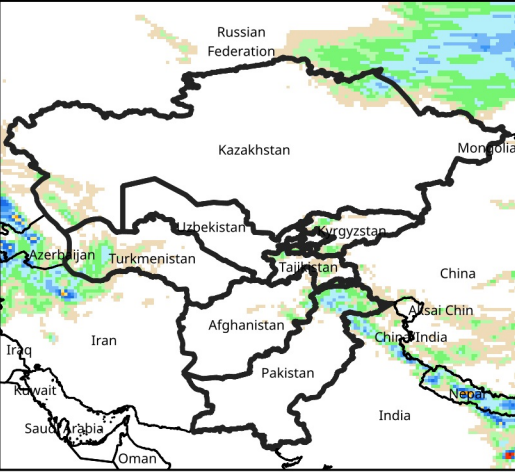 Russian
Federation
Kazakhstan
Mongolia
Uzbekistan
Kyrgyzstan
Azerbaijan
Turkmenistan
Tajikistan
China
Aksai Chin
Afghanistan
China/India
Iran
Iraq
Pakistan
Kuwait
Nepal
India
Saudi Arabia
Oman